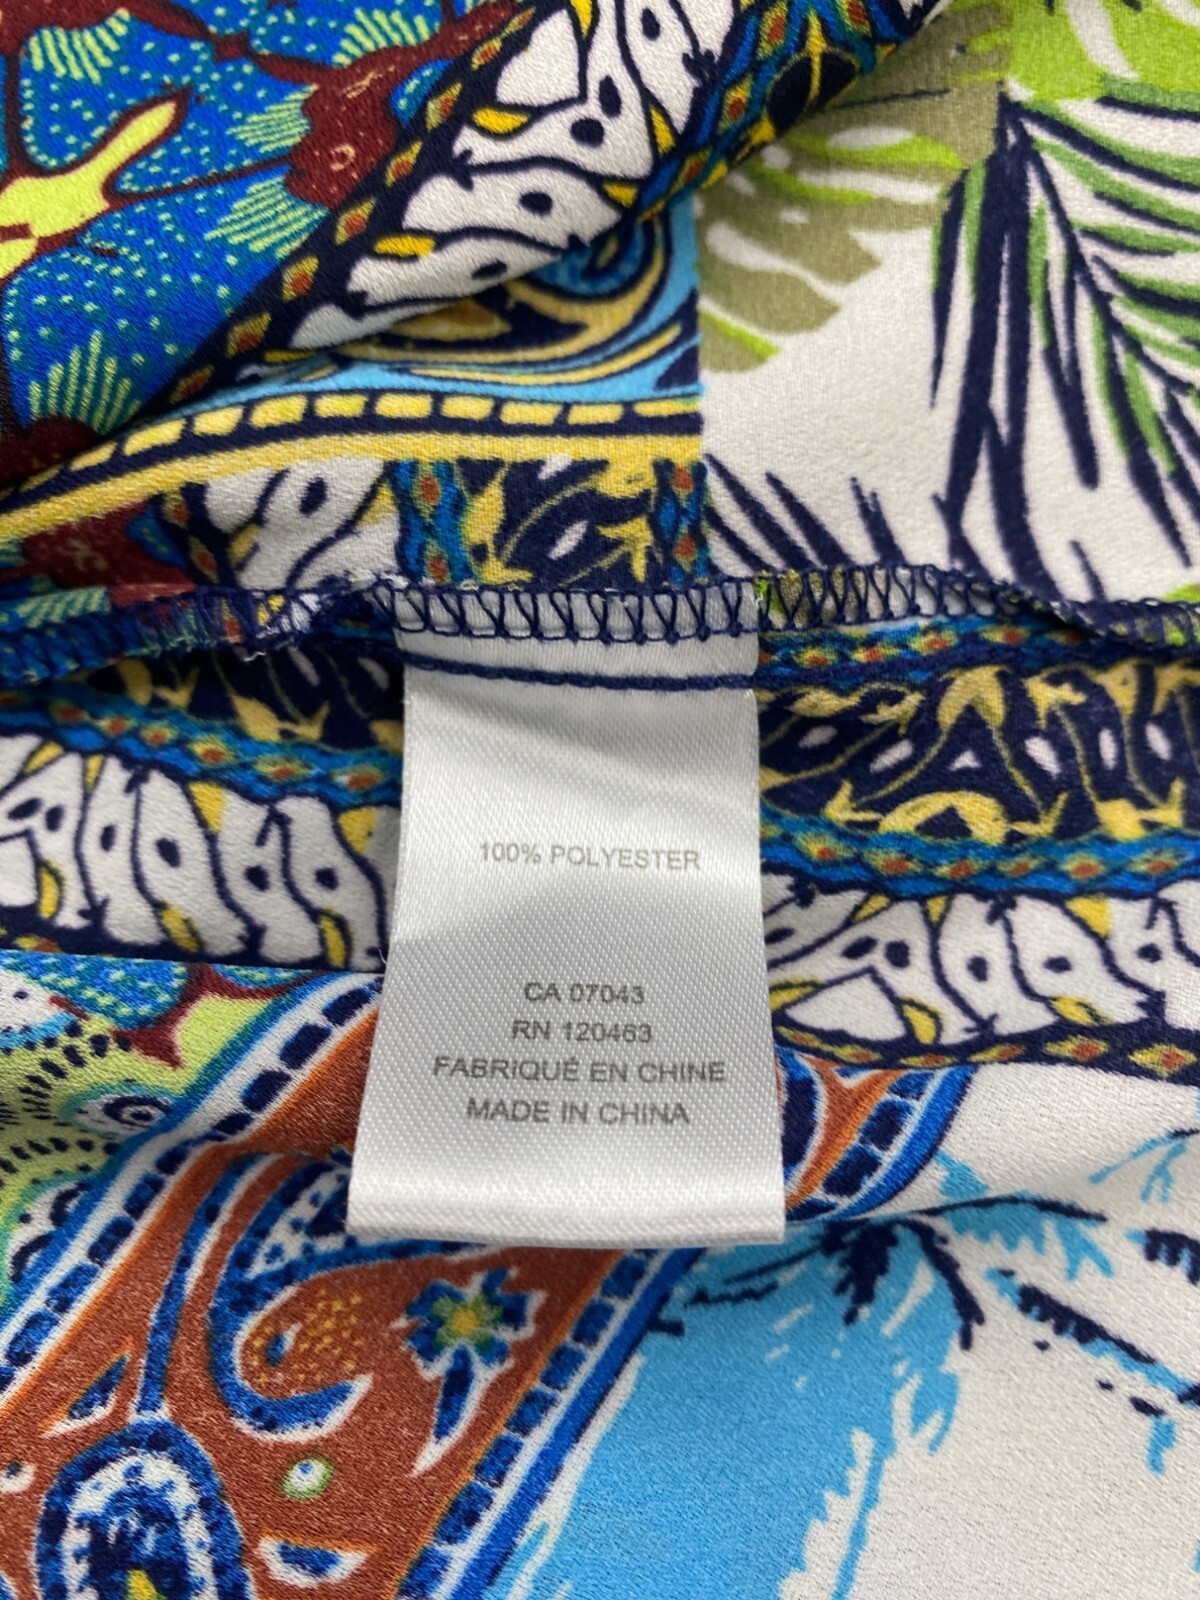 100% POLYESTER
CA 07043
RN 120463
FABRIQUÉ EN CHINE
MADE IN CHINA